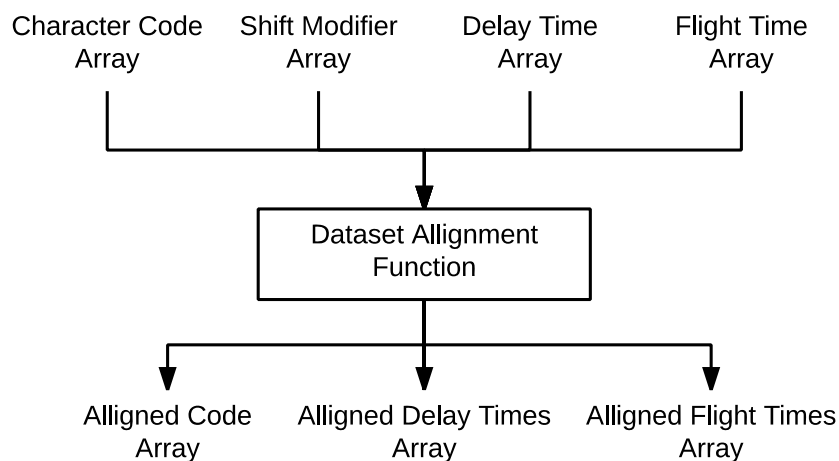 Character Code
Array
Shift Modifier
Array
Delay Time
Array
Flight Time
Array
Dataset Allignment
Function
Alligned Code
Array
Alligned Delay Times
Array
Alligned Flight Times
Array